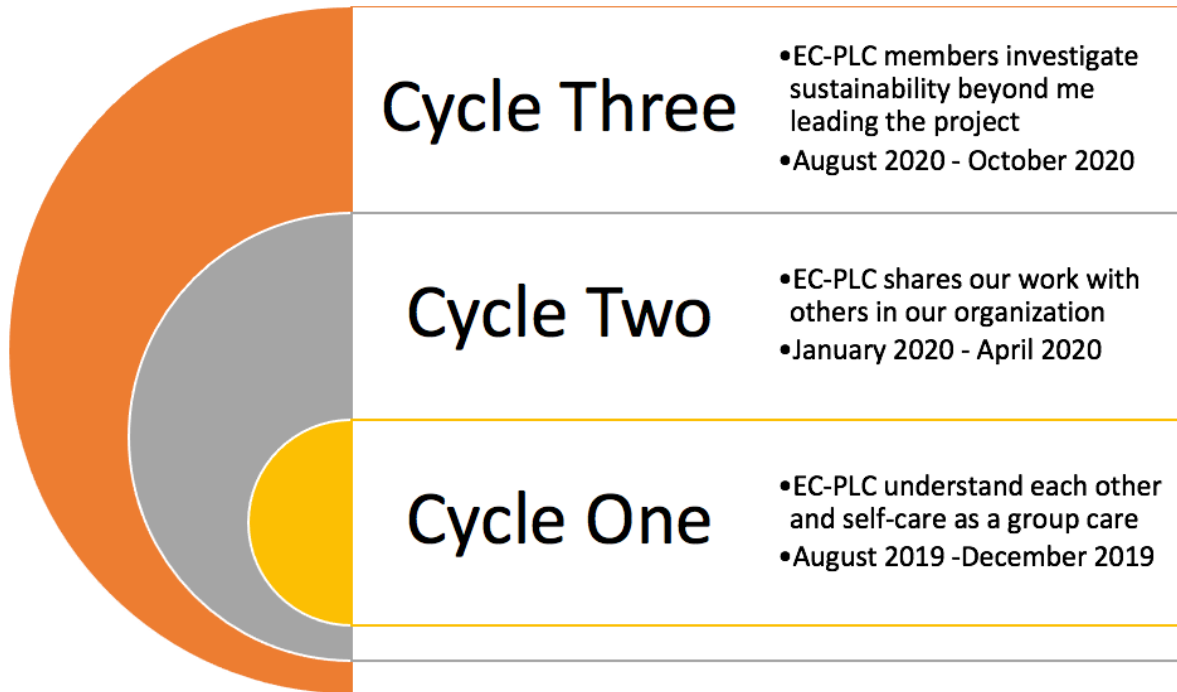 Cycle Three
•EC-PLC members investigate
sustainability beyond me
leading the project
•August 2020 - October 2020
Cycle Two
•EC-PLC shares our work with
others in our organization
•January 2020 - April 2020
Cycle One
•EC-PLC understand each other
and self-care as a group care
•August 2019 -December 2019